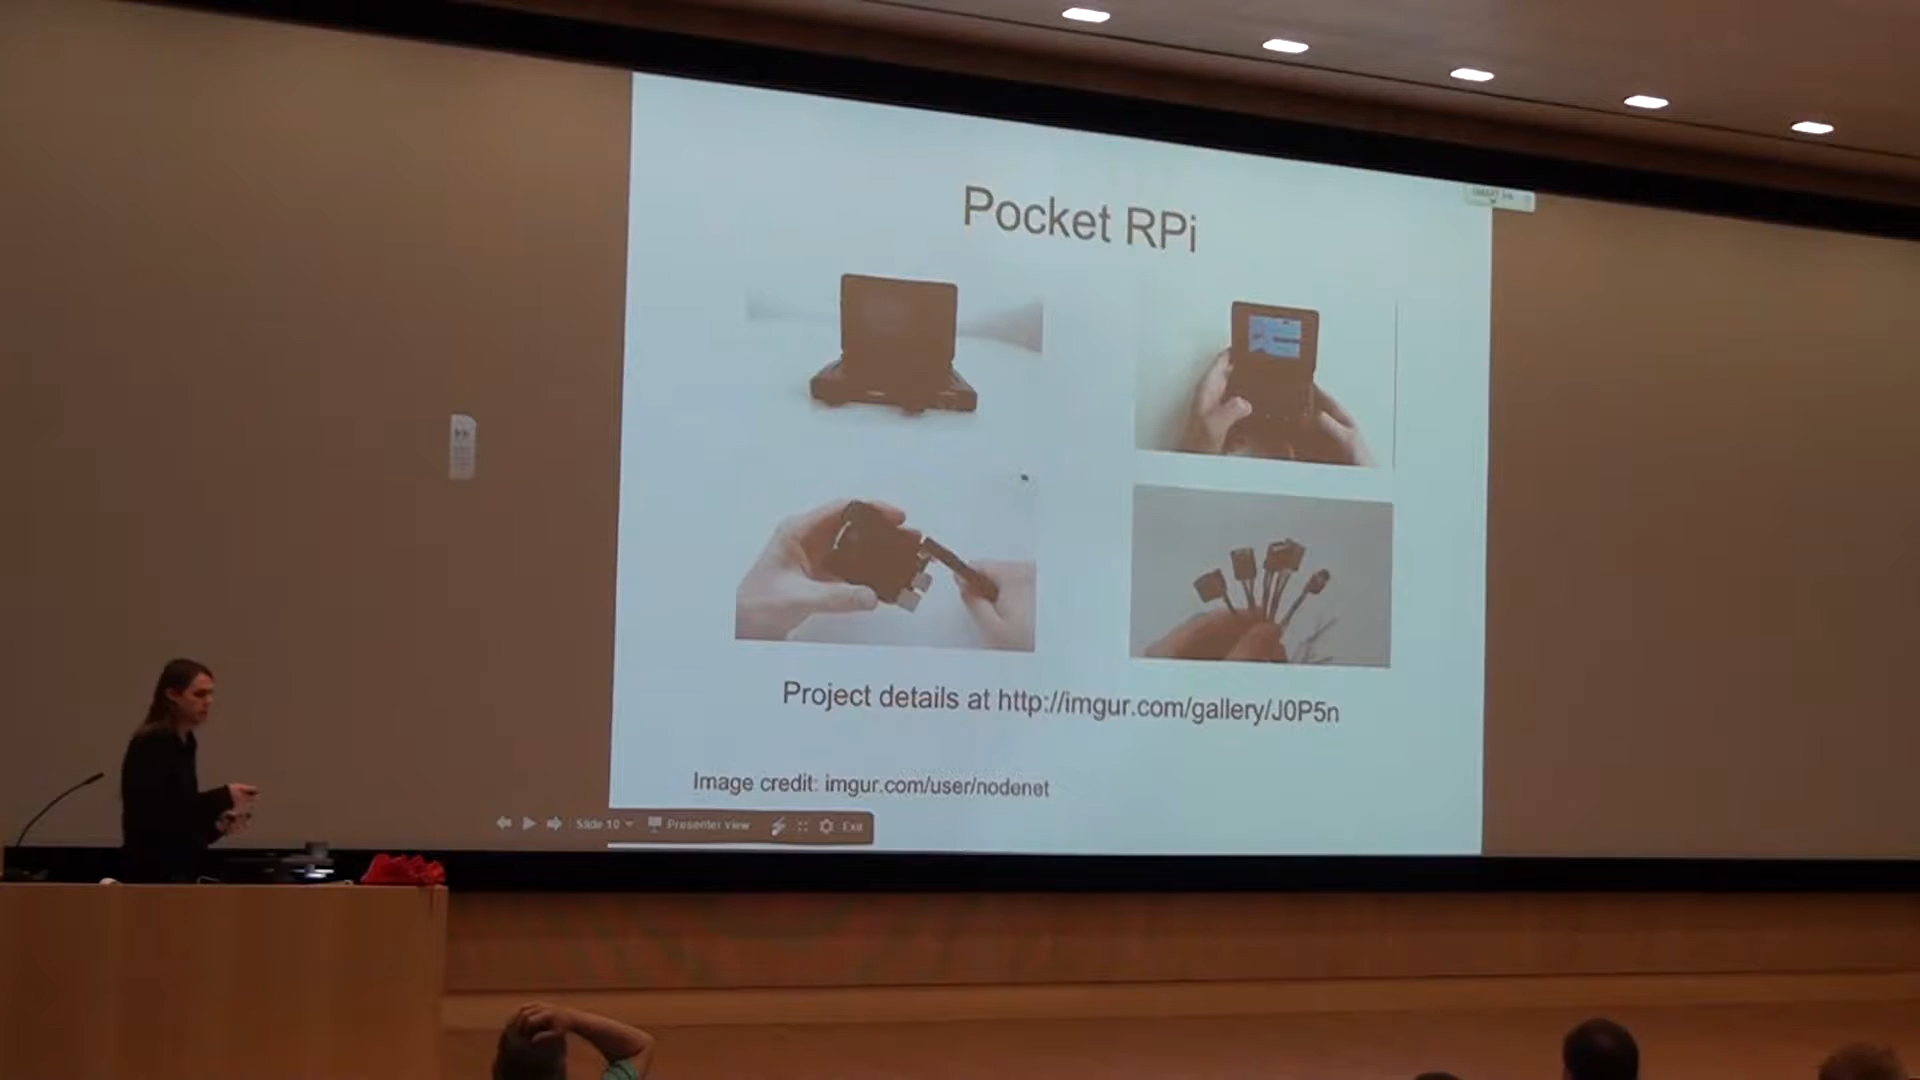 Pocket RPi
Project details at http://imgur.com/gallery/J0P5n
Image credit: imgur.com/user/nodenet
Slide 10
Presenter view
Exit